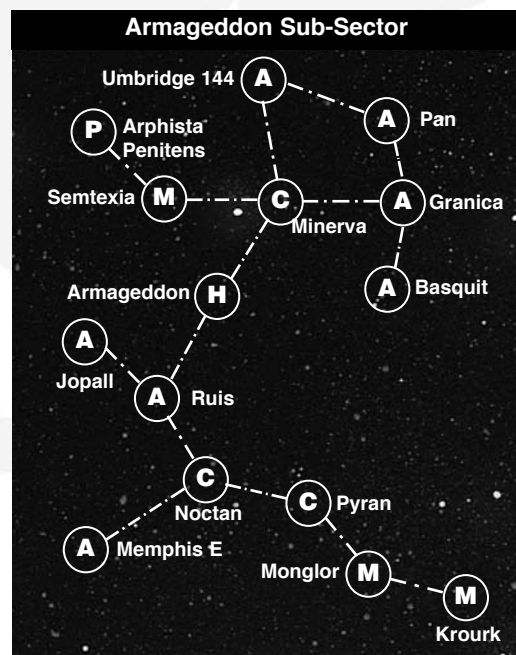 Armageddon Sub-Sector
Umbridge 144
A
A
Pan
P
Arphista
Penitens
Semtexia
M
C
Minerva
A
Granica
Armageddon
H
A
Basquit
A
Jopall
A
Ruis
C
Noctan
C
Pyran
A
Memphis E
Monglor
M
M
Krourk